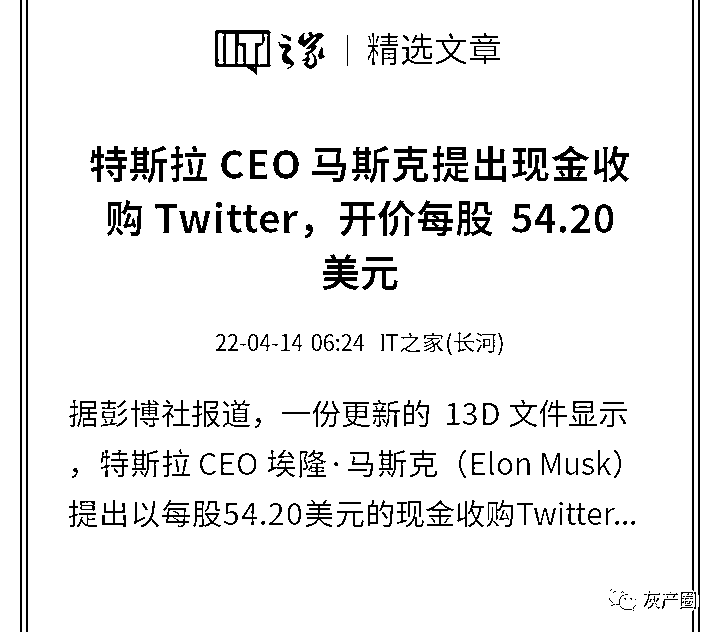 IT之家 | 精选文章
特斯拉 CEO 马斯克提出现金收
购 Twitter，开价每股 54.20
美元
22-04-14 06:24 IT之家(长河)
据彭博社报道，一份更新的 13D 文件显示
，特斯拉 CEO 埃隆·马斯克（Elon Musk）
提出以每股54.20美元的现金收购Twitter...
灰产圈